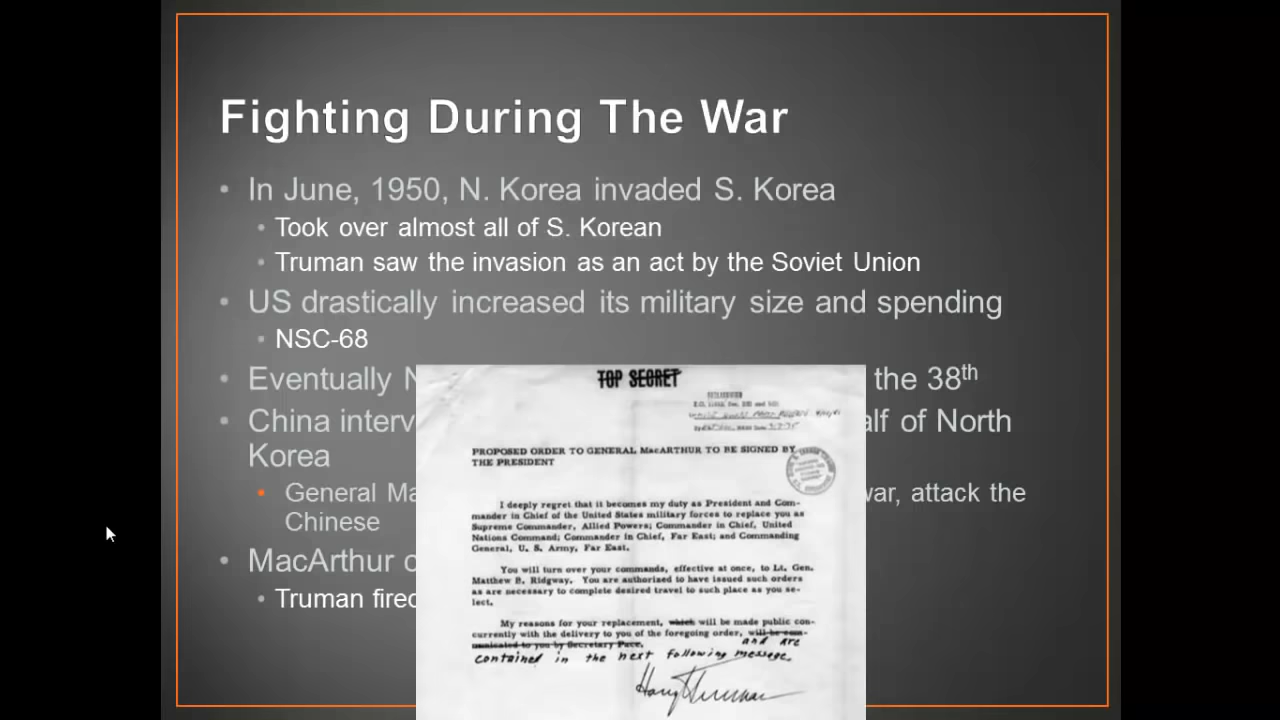 Fighting During The War
• In June, 1950, N. Korea invaded S. Korea
• Took over almost all of S. Korean
• Truman saw the invasion as an act by the Soviet Union
• US drastically increased its military size and spending
• NSC-68
• Eventually the 38th
• China of North
Korea
• General war, attack the
Chinese
• MacArthur
• Truman
TOP SECRET
PROPOSED ORDER TO GENERAL MacARTHUR TO BE SIGNED BY
THE PRESIDENT
I deeply regret that it becomes my duty as President and Com-
mander in Chief of the United States military forces to replace you as
Supreme Commander, Allied Powers; Commander in Chief, United
Nations Command; Commander in Chief, Far East; and Commanding
General, U. S. Army, Far East.
You will turn over your commands, effective at once, to Lt. Gen.
Matthew B. Ridgway. You are authorized to have issued such orders
as are necessary to complete desired travel to such place as you se-
lect.
My reasons for your replacement, which will be made public con-
currently with the delivery to you of the foregoing order, will be com-
and are
municated to you by Secretary Pace,
contained in the next following message.
Harry Truman